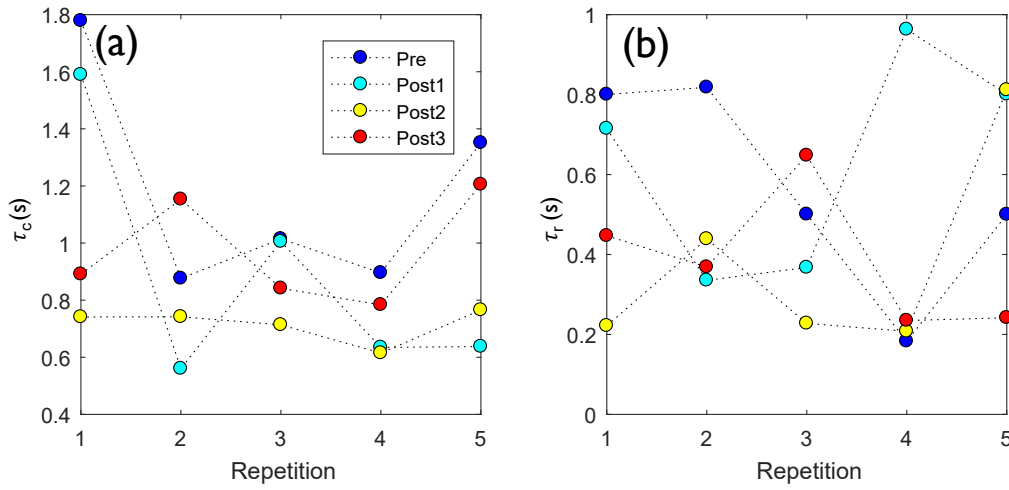 (a)
1.8
1.6
1.4
1.2
1
0.8
0.6
0.4
τc(s)
Pre
Post1
Post2
Post3
1 2 3 4 5
Repetition
(b)
1
0.8
0.6
0.4
0.2
0
τr(s)
1 2 3 4 5
Repetition